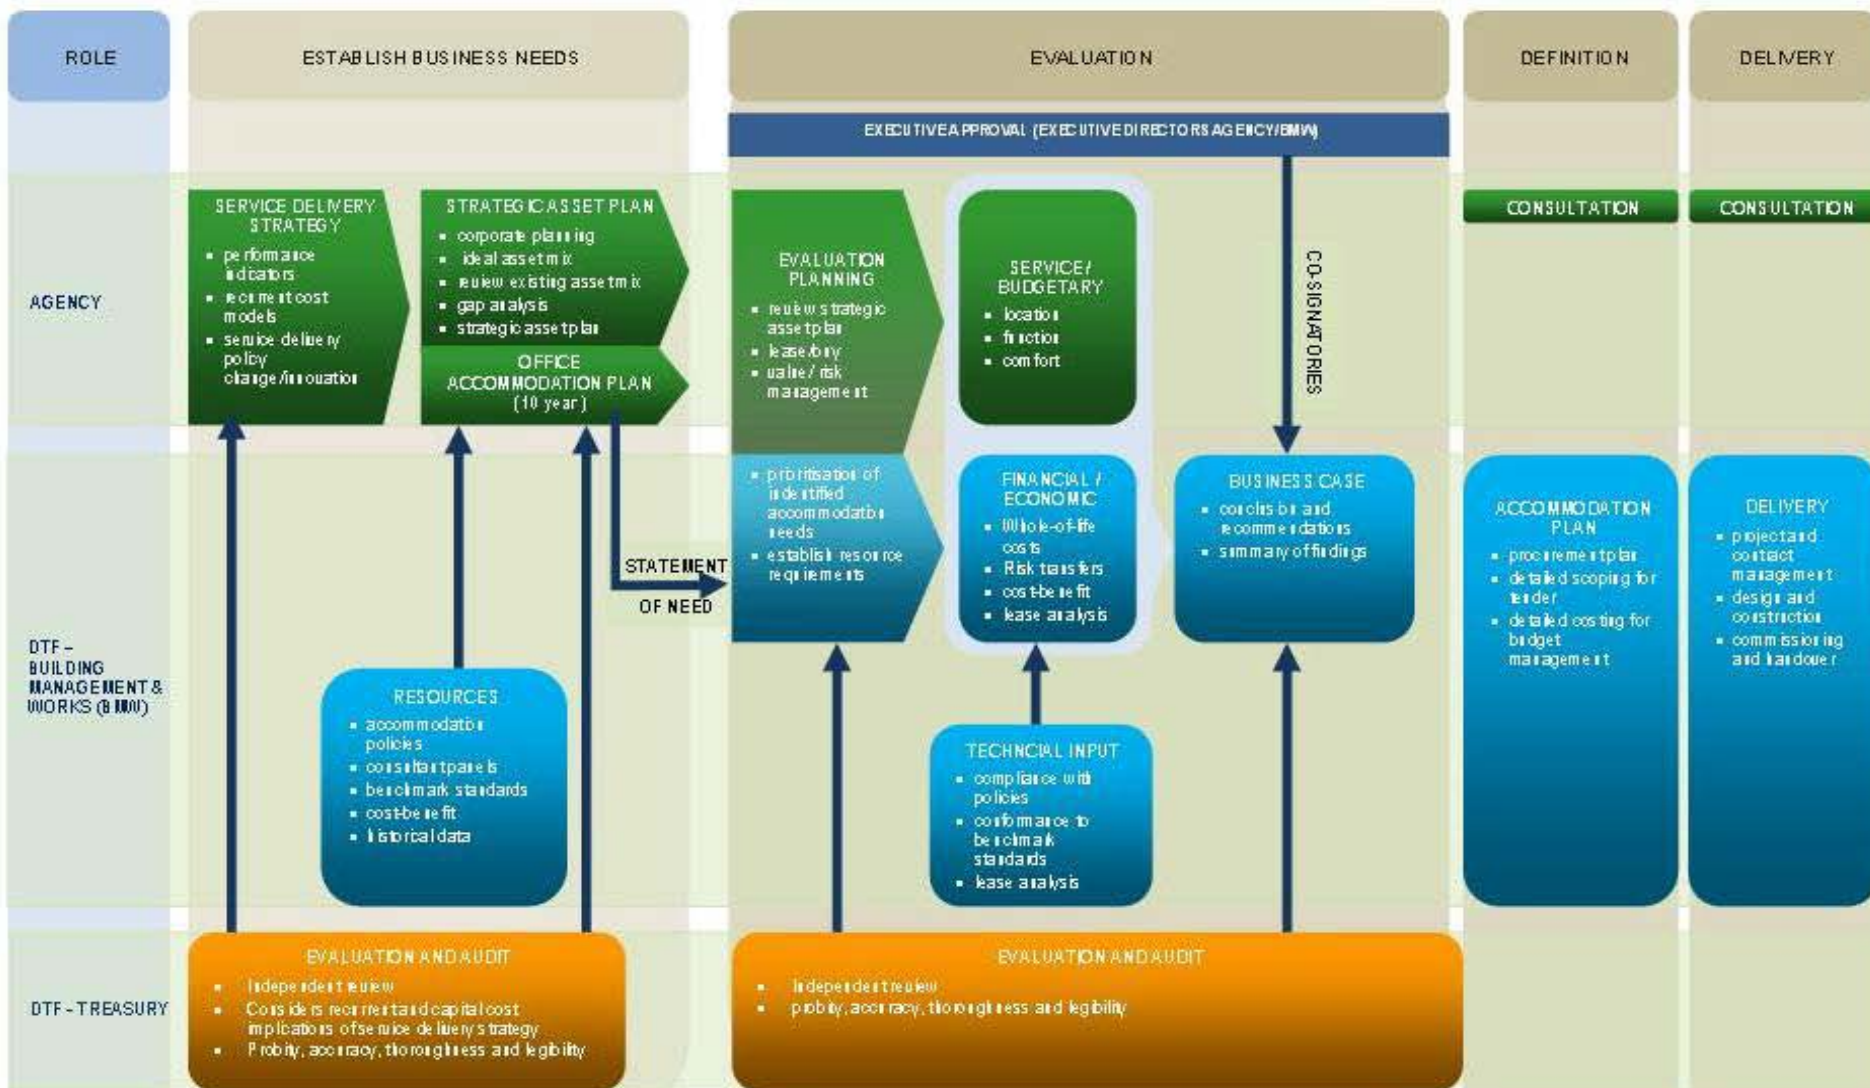 ROLE
ESTABLISH BUSINESS NEEDS
EVALUATION
DEFINITION
DELIVERY
EXECUTIVE APPROVAL (EXECUTIVE DIRECTORS AGENCY/BMW)
AGENCY
SERVICE DELIVERY
STRATEGY
▪ performance
indicators
▪ recurrent cost
models
▪ service delivery
policy
change/innovation
STRATEGIC ASSET PLAN
▪ corporate planning
▪ ideal asset mix
▪ review existing asset mix
▪ gap analysis
▪ strategic asset plan
OFFICE
ACCOMMODATION PLAN
(10 year)
EVALUATION
PLANNING
▪ review strategic
asset plan
▪ lease/buy
▪ value/ risk
management
SERVICE/
BUDGETARY
▪ location
▪ function
▪ comfort
CO-SIGNATORIES
CONSULTATION
CONSULTATION
DTF –
BUILDING
MANAGEMENT &
WORKS (BMW)
STATEMENT
OF NEED
▪ prioritisation of
indentified
accommodation
needs
▪ establish resource
requirements
FINANCIAL /
ECONOMIC
▪ Whole-of-life
costs
▪ Risk transfers
▪ cost-benefit
▪ lease analysis
BUSINESS CASE
▪ conclusion and
recommendations
▪ summary of findings
ACCOMMODATION
PLAN
▪ procurement plan
▪ detailed scoping for
tender
▪ detailed costing for
budget
management
DELIVERY
▪ project and
contract
management
▪ design and
construction
▪ commissioning
and handover
RESOURCES
▪ accommodation
policies
▪ consultant panels
▪ benchmark standards
▪ cost-benefit
▪ historical data
TECHNCIAL INPUT
▪ compliance with
policies
▪ conformance to
benchmark
standards
▪ lease analysis
DTF - TREASURY
EVALUATION AND AUDIT
▪ Independent review
▪ Considers recurrent and capital cost
implications of service delivery strategy
▪ Probity, accuracy, thoroughness and legibility
EVALUATION AND AUDIT
▪ Independent review
▪ probity, accuracy, thoroughness and legibility